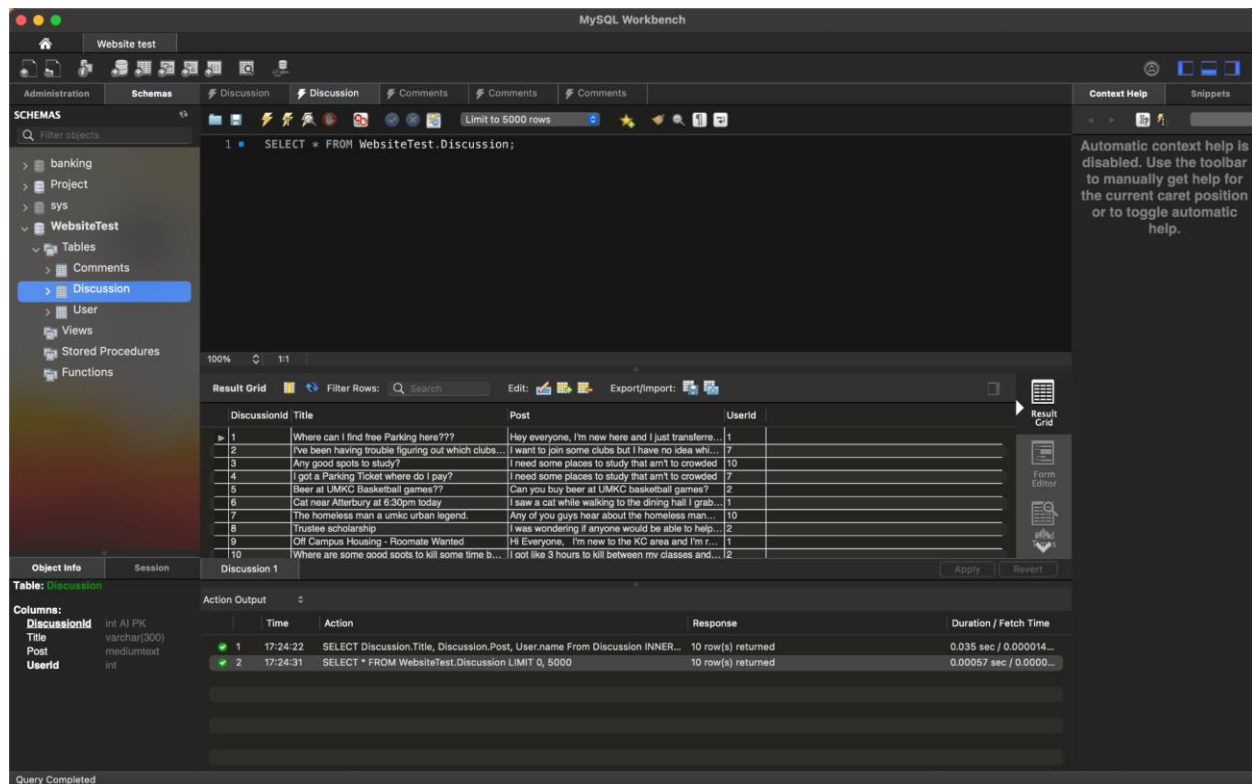 MySQL Workbench
Website test
Administration Schemas
Discussion Discussion Comments Comments Comments
Context Help Snippets
SCHEMAS
Filter objects
banking
Project
sys
WebsiteTest
Tables
Comments
Discussion
User
Views
Stored Procedures
Functions
Limit to 5000 rows
1 SELECT * FROM WebsiteTest.Discussion;
Automatic context help is
disabled. Use the toolbar
to manually get help for
the current caret position
or to toggle automatic
help.
100% 1:1
Result Grid Filter Rows: Search Edit: Export/Import:
DiscussionId Title Post UserId
1 Where can I find free Parking here??? Hey everyone, I'm new here and I just transferre... 1
2 I've been having trouble figuring out which clubs... I want to join some clubs but I have no idea whi... 7
3 Any good spots to study? I need some places to study that arn't to crowded 10
4 I got a Parking Ticket where do I pay? I need some places to study that arn't to crowded 7
5 Beer at UMKC Basketball games?? Can you buy beer at UMKC basketball games? 2
6 Cat near Atterbury at 6:30pm today I saw a cat while walking to the dining hall I grab... 1
7 The homeless man a umkc urban legend. Any of you guys hear about the homeless man... 10
8 Trustee scholarship I was wondering if anyone would be able to help... 2
9 Off Campus Housing - Roomate Wanted Hi Everyone, I'm new to the KC area and I'm r... 1
10 Where are some good spots to kill some time b... I got like 3 hours to kill between my classes and... 2
Result
Grid
Form
Editor
Object Info Session
Discussion 1
Apply Revert
Table: Discussion
Columns:
DiscussionId int AI PK
Title varchar(300)
Post mediumtext
UserId int
Action Output
Time Action Response Duration / Fetch Time
1 17:24:22 SELECT Discussion.Title, Discussion.Post, User.name From Discussion INNER... 10 row(s) returned 0.035 sec / 0.000014...
2 17:24:31 SELECT * FROM WebsiteTest.Discussion LIMIT 0, 5000 10 row(s) returned 0.00057 sec / 0.0000...
Query Completed